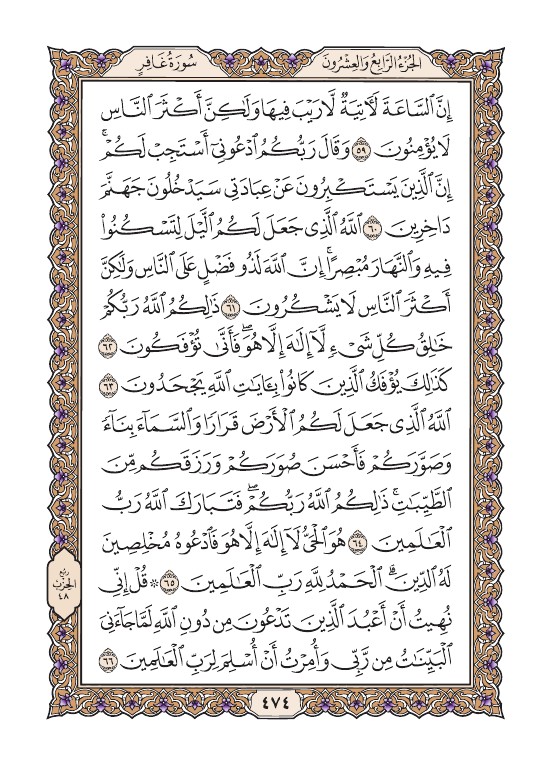 الجُزْءُ الرَّابِعُ وَالعِشْرُونَ
سُورَةُ غَافِرٍ
إِنَّ ٱلسَّاعَةَ لَأٓتِيَةٌ لَّا رَيْبَ فِيهَا وَلَٰكِنَّ أَكْثَرَ ٱلنَّاسِ
لَا يُؤْمِنُونَ ٥٩ وَقَالَ رَبُّكُمُ ٱدْعُونِىٓ أَسْتَجِبْ لَكُمْ ۚ
إِنَّ ٱلَّذِينَ يَسْتَكْبِرُونَ عَنْ عِبَادَتِى سَيَدْخُلُونَ جَهَنَّمَ
دَاخِرِينَ ٦٠ ٱللَّهُ ٱلَّذِى جَعَلَ لَكُمُ ٱلَّيْلَ لِتَسْكُنُوا۟
فِيهِ وَٱلنَّهَارَ مُبْصِرًا ۚ إِنَّ ٱللَّهَ لَذُو فَضْلٍ عَلَى ٱلنَّاسِ وَلَٰكِنَّ
أَكْثَرَ ٱلنَّاسِ لَا يَشْكُرُونَ ٦١ ذَٰلِكُمُ ٱللَّهُ رَبُّكُمْ
خَٰلِقُ كُلِّ شَىْءٍ لَّآ إِلَٰهَ إِلَّا هُوَ ۖ فَأَنَّىٰ تُؤْفَكُونَ ٦٢
كَذَٰلِكَ يُؤْفَكُ ٱلَّذِينَ كَانُوا۟ بِـَٔايَٰتِ ٱللَّهِ يَجْحَدُونَ ٦٣
ٱللَّهُ ٱلَّذِى جَعَلَ لَكُمُ ٱلْأَرْضَ قَرَارًا وَٱلسَّمَآءَ بِنَآءً
وَصَوَّرَكُمْ فَأَحْسَنَ صُوَرَكُمْ وَرَزَقَكُم مِّنَ
ٱلطَّيِّبَٰتِ ۚ ذَٰلِكُمُ ٱللَّهُ رَبُّكُمْ ۖ فَتَبَارَكَ ٱللَّهُ رَبُّ
ٱلْعَٰلَمِينَ ٦٤ هُوَ ٱلْحَىُّ لَآ إِلَٰهَ إِلَّا هُوَ فَٱدْعُوهُ مُخْلِصِينَ
لَهُ ٱلدِّينَ ۗ ٱلْحَمْدُ لِلَّهِ رَبِّ ٱلْعَٰلَمِينَ ٦٥ ۞ قُلْ إِنِّى
نُهِيتُ أَنْ أَعْبُدَ ٱلَّذِينَ تَدْعُونَ مِن دُونِ ٱللَّهِ لَمَّا جَآءَنِىَ
ٱلْبَيِّنَٰتُ مِن رَّبِّى وَأُمِرْتُ أَنْ أُسْلِمَ لِرَبِّ ٱلْعَٰلَمِينَ ٦٦
ربع
الحزب
٤٨
٤٧٤